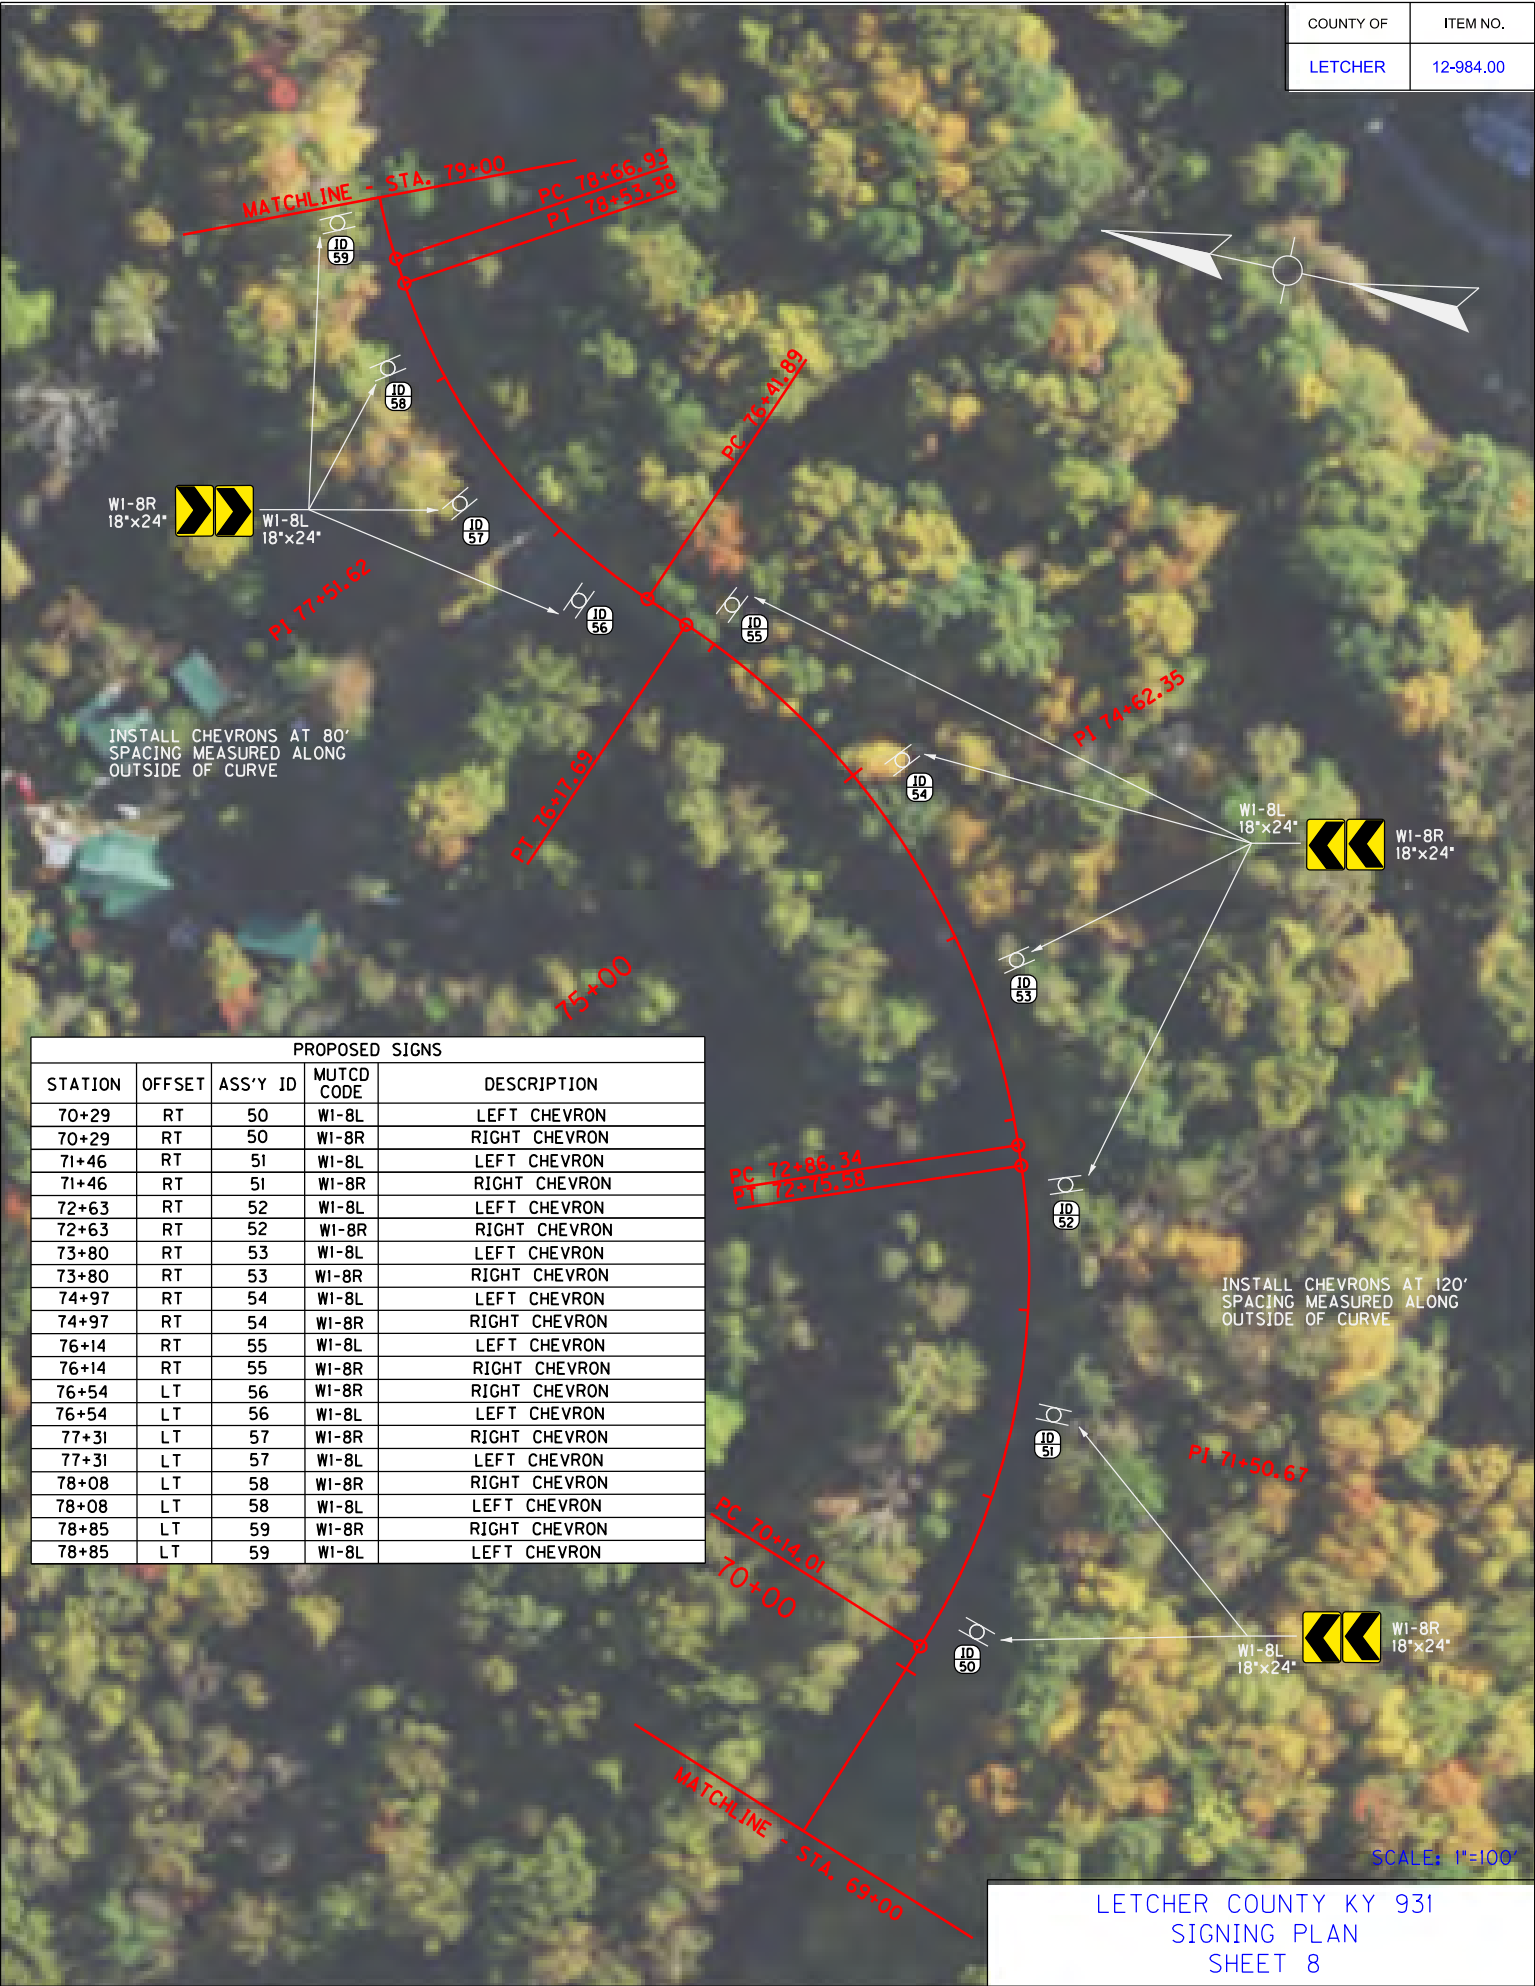 COUNTY OF ITEM NO.
LETCHER 12-984.00
MATCHLINE - STA. 79+00
PC 78+66.93
PT 78+53.38
ID
59
ID
58
PC 76+41.89
W1-8R
18"x24"
W1-8L
18"x24"
ID
57
PI 77+51.62
ID
56
ID
55
PI 74+62.35
INSTALL CHEVRONS AT 80'
SPACING MEASURED ALONG
OUTSIDE OF CURVE
PT 76+17.69
ID
54
W1-8L
18"x24"
W1-8R
18"x24"
ID
53
75+00
PROPOSED SIGNS
STATION OFFSET ASS'Y ID MUTCD CODE DESCRIPTION
70+29 RT 50 W1-8L LEFT CHEVRON
70+29 RT 50 W1-8R RIGHT CHEVRON
71+46 RT 51 W1-8L LEFT CHEVRON
71+46 RT 51 W1-8R RIGHT CHEVRON
72+63 RT 52 W1-8L LEFT CHEVRON
72+63 RT 52 W1-8R RIGHT CHEVRON
73+80 RT 53 W1-8L LEFT CHEVRON
73+80 RT 53 W1-8R RIGHT CHEVRON
74+97 RT 54 W1-8L LEFT CHEVRON
74+97 RT 54 W1-8R RIGHT CHEVRON
76+14 RT 55 W1-8L LEFT CHEVRON
76+14 RT 55 W1-8R RIGHT CHEVRON
76+54 LT 56 W1-8R RIGHT CHEVRON
76+54 LT 56 W1-8L LEFT CHEVRON
77+31 LT 57 W1-8R RIGHT CHEVRON
77+31 LT 57 W1-8L LEFT CHEVRON
78+08 LT 58 W1-8R RIGHT CHEVRON
78+08 LT 58 W1-8L LEFT CHEVRON
78+85 LT 59 W1-8R RIGHT CHEVRON
78+85 LT 59 W1-8L LEFT CHEVRON
PC 72+86.34
PT 72+75.58
ID
52
INSTALL CHEVRONS AT 120'
SPACING MEASURED ALONG
OUTSIDE OF CURVE
ID
51
PI 71+50.67
PC 70+14.01
70+00
ID
50
W1-8L
18"x24"
W1-8R
18"x24"
MATCHLINE - STA. 69+00
SCALE: 1"=100'
LETCHER COUNTY KY 931
SIGNING PLAN
SHEET 8